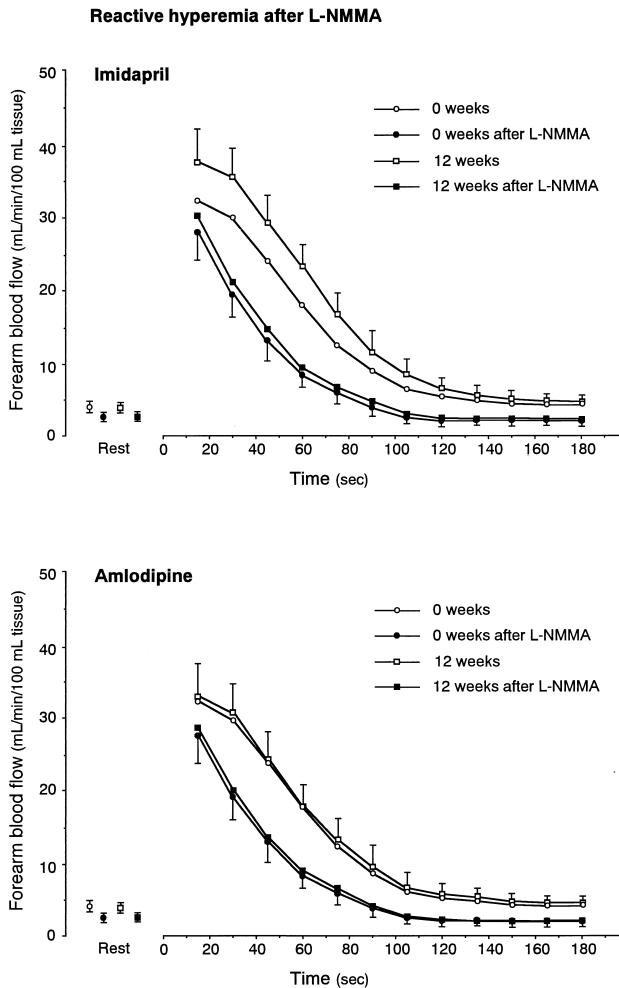 Reactive hyperemia after L-NMMA
Imidapril
Forearm blood flow (mL/min/100 mL tissue)
50
40
30
20
10
0
0 weeks
0 weeks after L-NMMA
12 weeks
12 weeks after L-NMMA
Rest
0 20 40 60 80 100 120 140 160 180
Time (sec)
Amlodipine
Forearm blood flow (mL/min/100 mL tissue)
50
40
30
20
10
0
0 weeks
0 weeks after L-NMMA
12 weeks
12 weeks after L-NMMA
Rest
0 20 40 60 80 100 120 140 160 180
Time (sec)